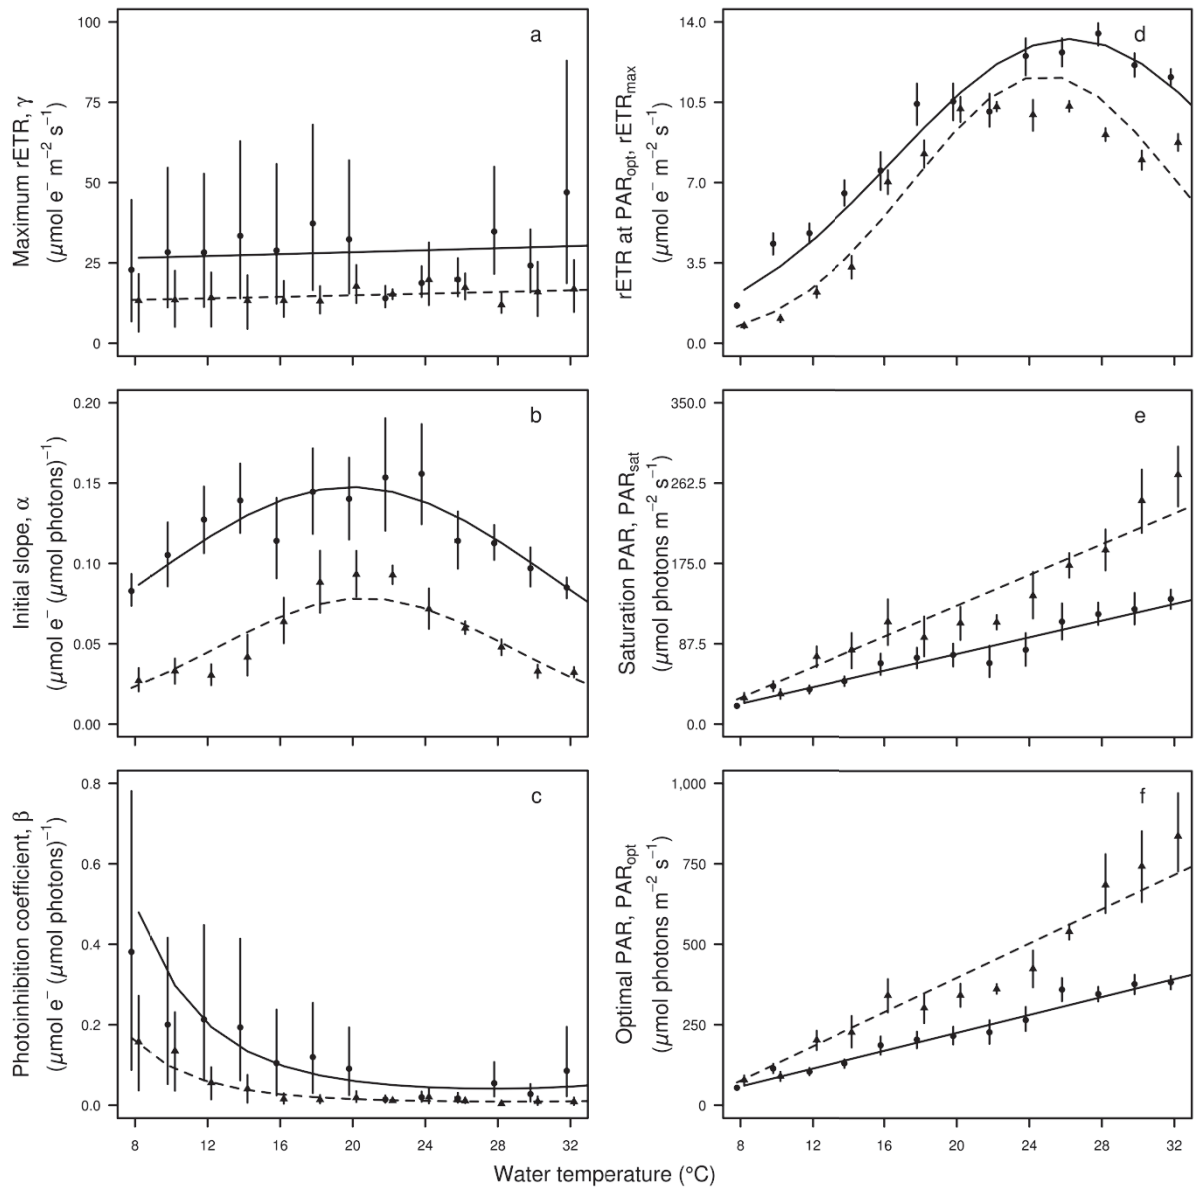 Maximum rETR, γ
(μmol e⁻ m⁻² s⁻¹)
100
75
50
25
0
a
rETR at PARopt, rETRmax
(μmol e⁻ m⁻² s⁻¹)
14.0
10.5
7.0
3.5
0.0
d
Initial slope, α
(μmol e⁻ (μmol photons)⁻¹)
0.20
0.15
0.10
0.05
0.00
b
Saturation PAR, PARsat
(μmol photons m⁻² s⁻¹)
350.0
262.5
175.0
87.5
0.0
e
Photoinhibition coefficient, β
(μmol e⁻ (μmol photons)⁻¹)
0.8
0.6
0.4
0.2
0.0
c
8 12 16 20 24 28 32
Optimal PAR, PARopt
(μmol photons m⁻² s⁻¹)
1,000
750
500
250
0
f
8 12 16 20 24 28 32
Water temperature (°C)